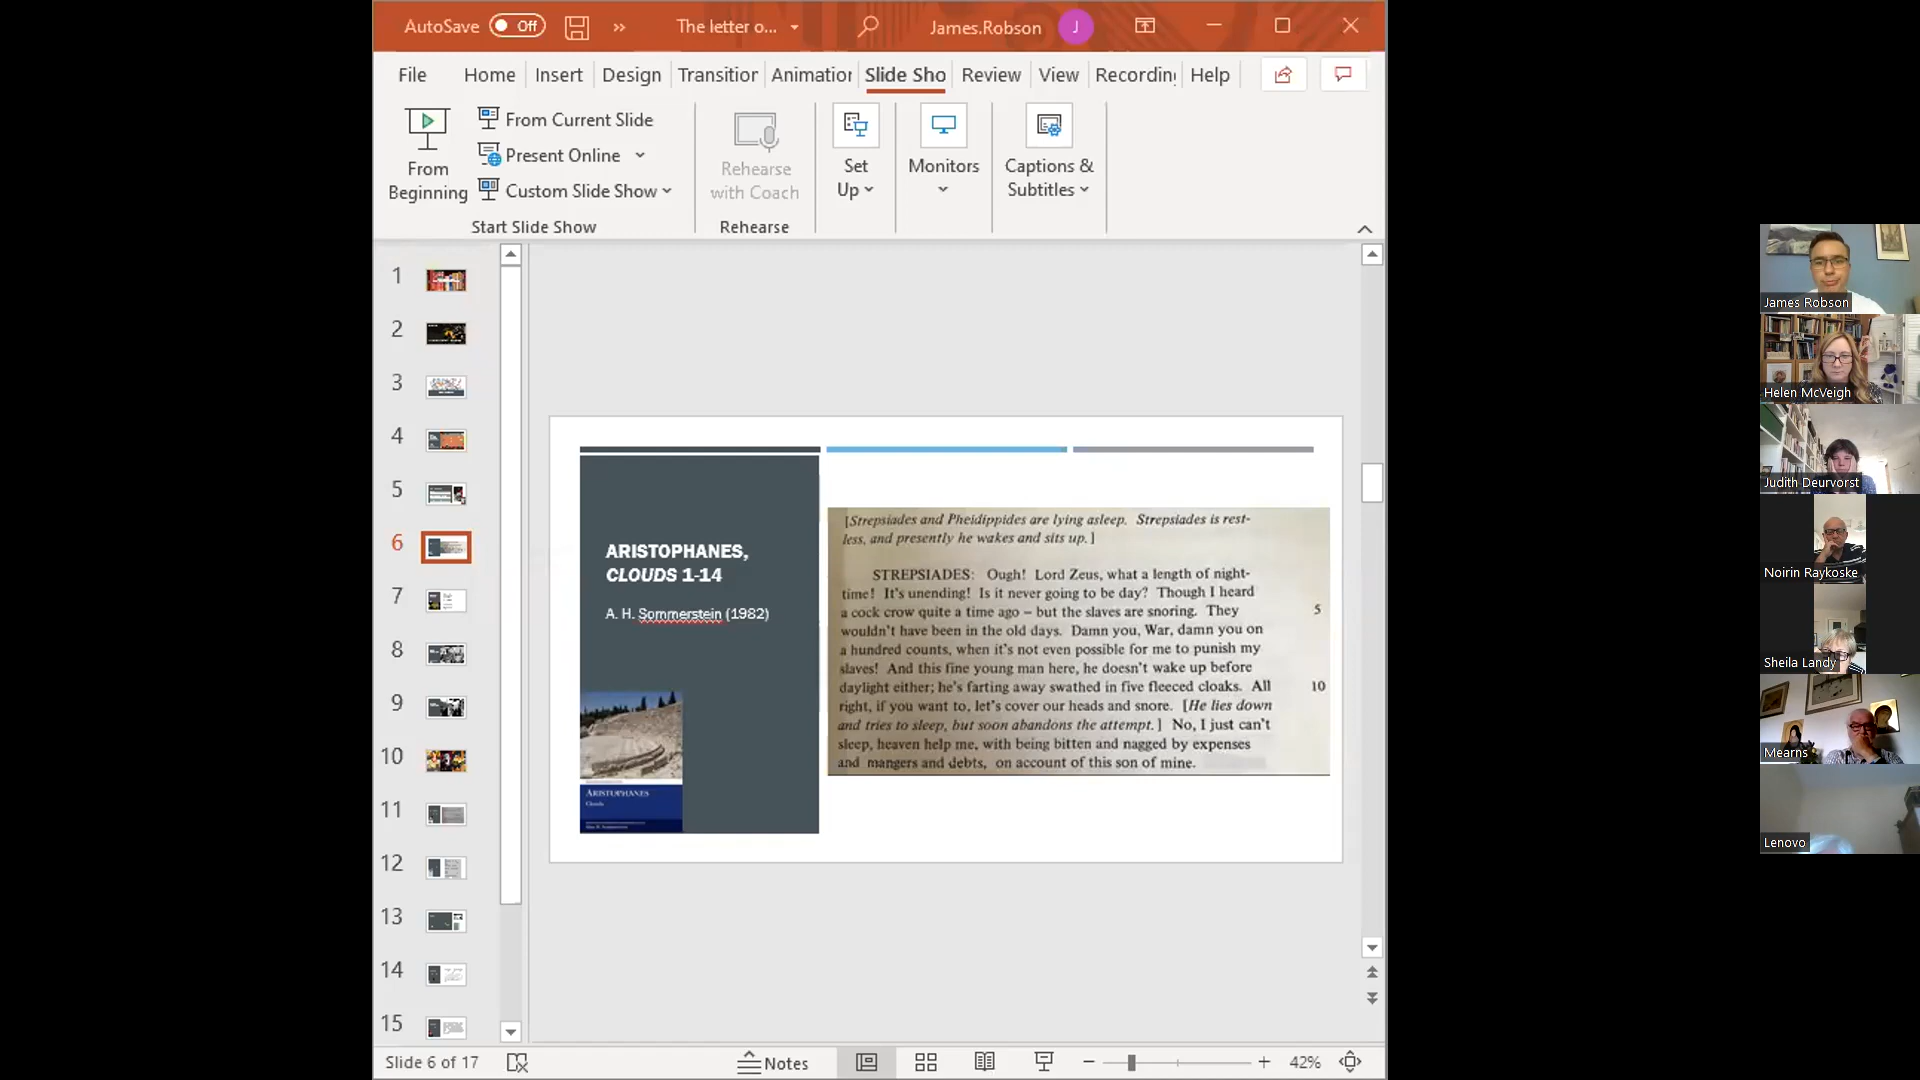 AutoSave
Off
The letter o...
James.Robson
J
File
Home
Insert
Design
Transition
Animation
Slide Sho
Review
View
Recording
Help
From
Beginning
From Current Slide
Present Online
Custom Slide Show
Start Slide Show
Rehearse
with Coach
Rehearse
Set
Up
Monitors
Captions &
Subtitles
1
2
3
4
5
6
7
8
9
10
11
12
13
14
15
ARISTOPHANES,
CLOUDS 1-14
A. H. Sommerstein (1982)
ARISTOPHANES
Clouds
[Strepsiades and Pheidippides are lying asleep. Strepsiades is rest-
less, and presently he wakes and sits up.]
STREPSIADES: Ough! Lord Zeus, what a length of night-
time! It's unending! Is it never going to be day? Though I heard
a cock crow quite a time ago – but the slaves are snoring. They 5
wouldn't have been in the old days. Damn you, War, damn you on
a hundred counts, when it's not even possible for me to punish my
slaves! And this fine young man here, he doesn't wake up before
daylight either; he's farting away swathed in five fleeced cloaks. All 10
right, if you want to, let's cover our heads and snore. [He lies down
and tries to sleep, but soon abandons the attempt.] No, I just can't
sleep, heaven help me, with being bitten and nagged by expenses
and mangers and debts, on account of this son of mine.
Slide 6 of 17
Notes
42%
James Robson
Helen McVeigh
Judith Deurvorst
Noirin Raykoske
Sheila Landy
Mearns
Lenovo